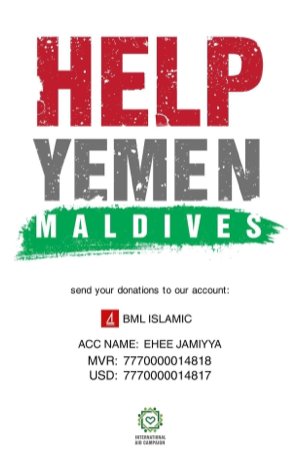 HELP
YEMEN
MALDIVES
send your donations to our account:
BML ISLAMIC
ACC NAME: EHEE JAMIYYA
MVR: 7770000014818
USD: 7770000014817
INTERNATIONAL
AID CAMPAIGN